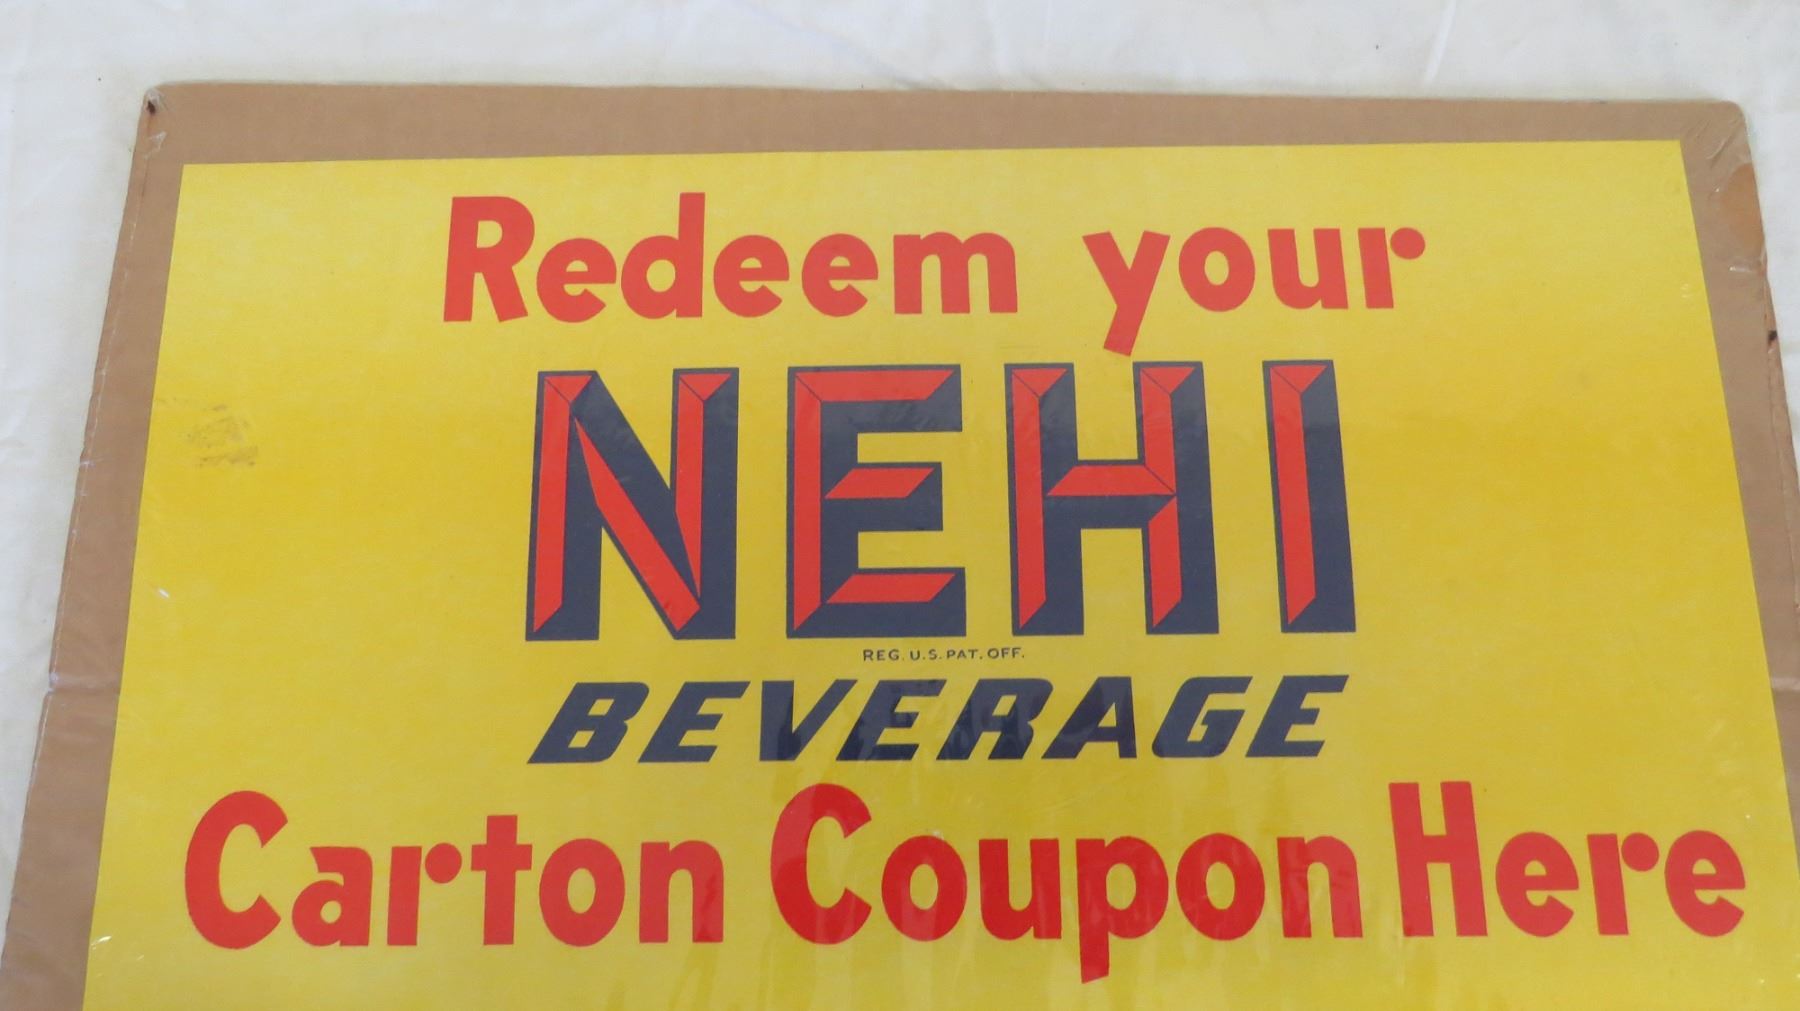 Redeem your
NEHI
REG. U.S. PAT. OFF.
BEVERAGE
Carton Coupon Here